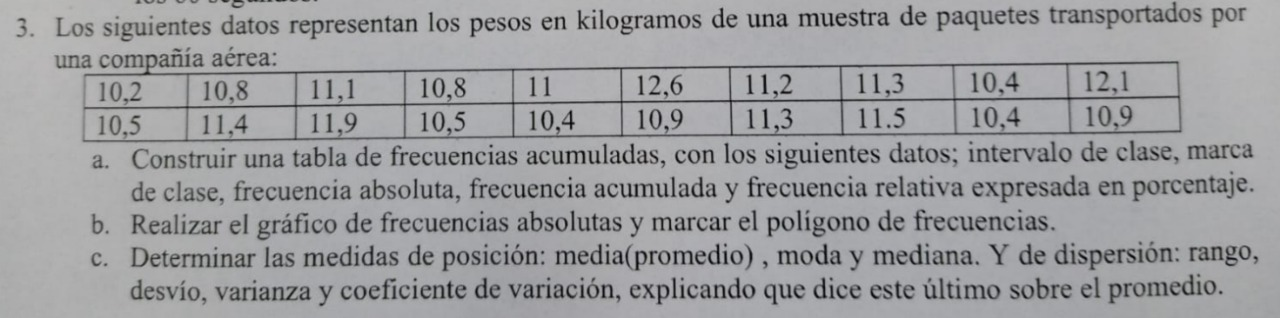 3. Los siguientes datos representan los pesos en kilogramos de una muestra de paquetes transportados por
una compañía aérea:
10,2 10,8 11,1 10,8 11 12,6 11,2 11,3 10,4 12,1
10,5 11,4 11,9 10,5 10,4 10,9 11,3 11.5 10,4 10,9
a. Construir una tabla de frecuencias acumuladas, con los siguientes datos; intervalo de clase, marca
de clase, frecuencia absoluta, frecuencia acumulada y frecuencia relativa expresada en porcentaje.
b. Realizar el gráfico de frecuencias absolutas y marcar el polígono de frecuencias.
c. Determinar las medidas de posición: media(promedio) , moda y mediana. Y de dispersión: rango,
desvío, varianza y coeficiente de variación, explicando que dice este último sobre el promedio.